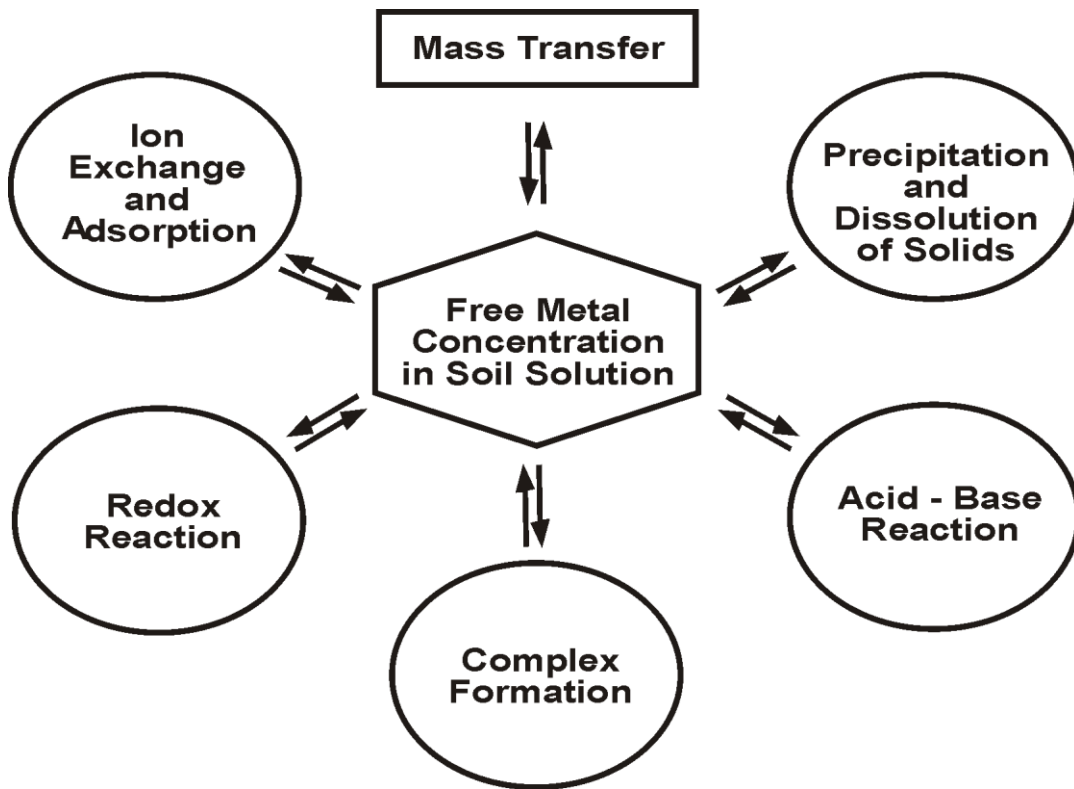 Mass Transfer
Ion
Exchange
and
Adsorption
Precipitation
and
Dissolution
of Solids
Free Metal
Concentration
in Soil Solution
Redox
Reaction
Acid - Base
Reaction
Complex
Formation